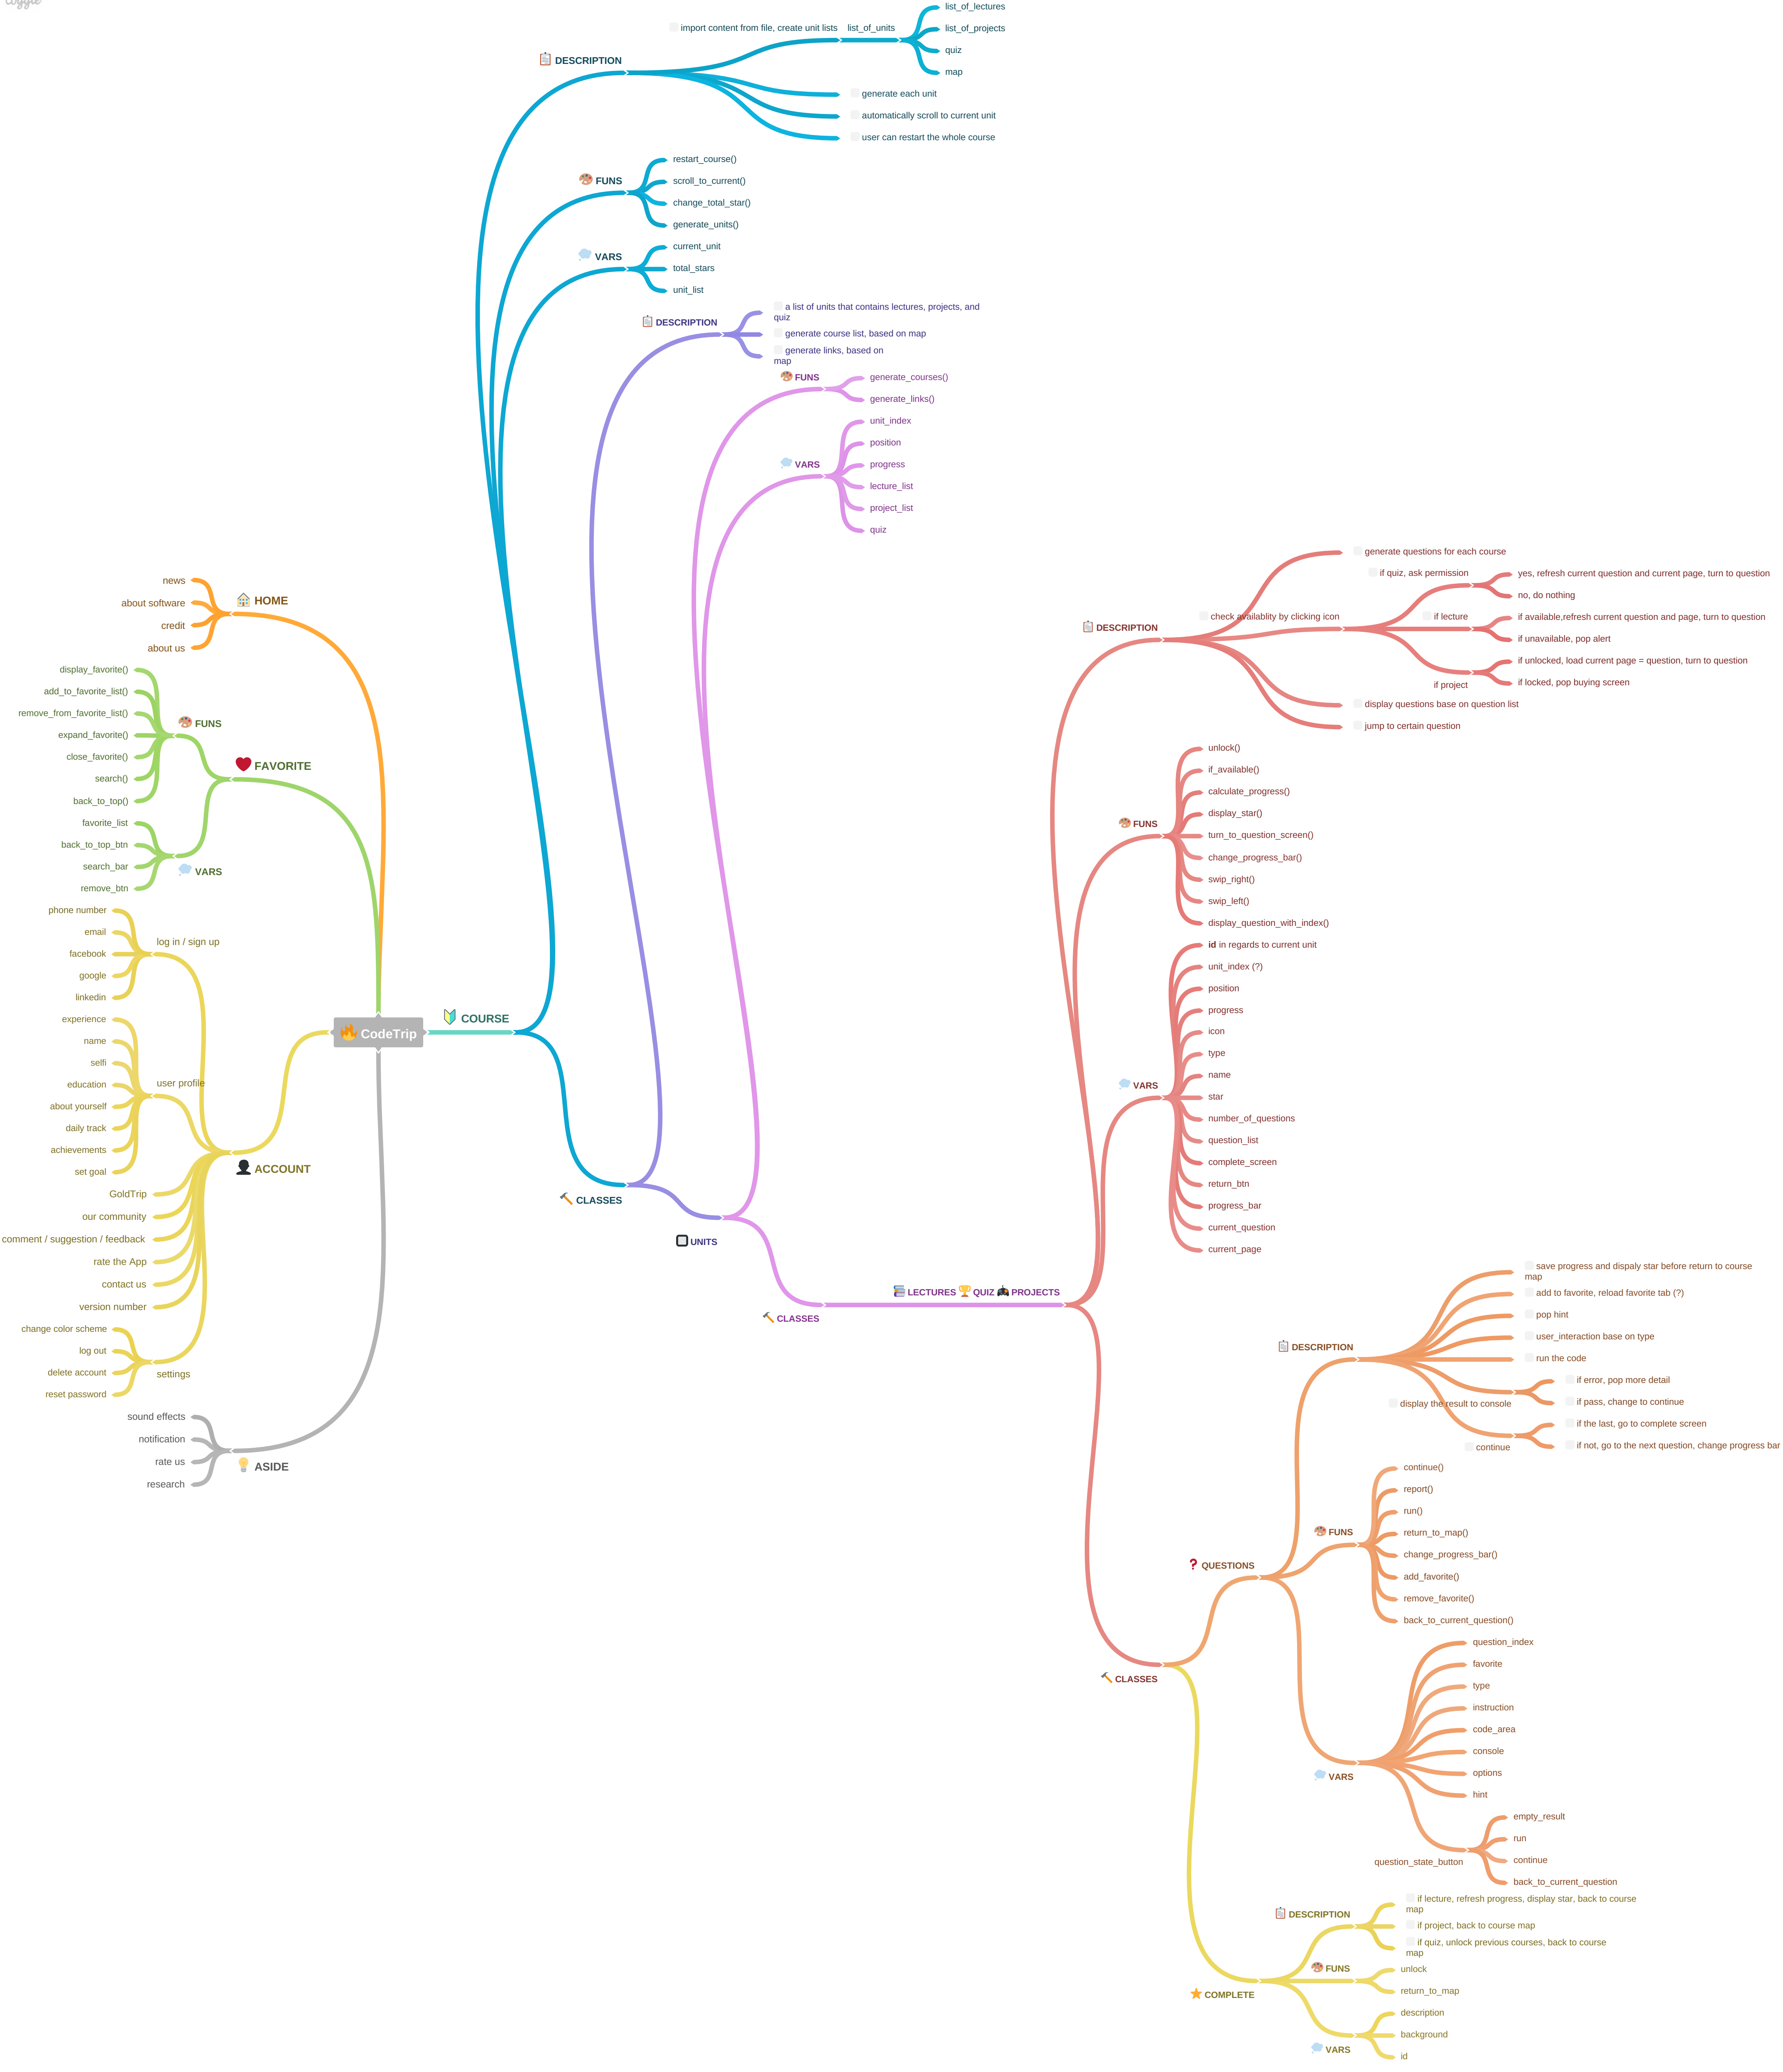 coggle
CodeTrip
HOME
news
about software
credit
about us
FAVORITE
FUNS
display_favorite()
add_to_favorite_list()
remove_from_favorite_list()
expand_favorite()
close_favorite()
search()
back_to_top()
VARS
favorite_list
back_to_top_btn
search_bar
remove_btn
ACCOUNT
log in / sign up
phone number
email
facebook
google
linkedin
user profile
experience
name
selfi
education
about yourself
daily track
achievements
set goal
GoldTrip
our community
comment / suggestion / feedback
rate the App
contact us
version number
settings
change color scheme
log out
delete account
reset password
ASIDE
sound effects
notification
rate us
research
COURSE
DESCRIPTION
import content from file, create unit lists
list_of_units
list_of_lectures
list_of_projects
quiz
map
generate each unit
automatically scroll to current unit
user can restart the whole course
FUNS
restart_course()
scroll_to_current()
change_total_star()
generate_units()
VARS
current_unit
total_stars
unit_list
CLASSES
DESCRIPTION
a list of units that contains lectures, projects, and
quiz
generate course list, based on map
generate links, based on
map
UNITS
FUNS
generate_courses()
generate_links()
VARS
unit_index
position
progress
lecture_list
project_list
quiz
CLASSES
LECTURES QUIZ PROJECTS
DESCRIPTION
generate questions for each course
check availablity by clicking icon
if quiz, ask permission
yes, refresh current question and current page, turn to question
no, do nothing
if lecture
if available,refresh current question and page, turn to question
if unavailable, pop alert
if project
if unlocked, load current page = question, turn to question
if locked, pop buying screen
display questions base on question list
jump to certain question
FUNS
unlock()
if_available()
calculate_progress()
display_star()
turn_to_question_screen()
change_progress_bar()
swip_right()
swip_left()
display_question_with_index()
VARS
id in regards to current unit
unit_index (?)
position
progress
icon
type
name
star
number_of_questions
question_list
complete_screen
return_btn
progress_bar
current_question
current_page
CLASSES
QUESTIONS
DESCRIPTION
save progress and dispaly star before return to course
map
add to favorite, reload favorite tab (?)
pop hint
user_interaction base on type
run the code
display the result to console
if error, pop more detail
if pass, change to continue
continue
if the last, go to complete screen
if not, go to the next question, change progress bar
FUNS
continue()
report()
run()
return_to_map()
change_progress_bar()
add_favorite()
remove_favorite()
back_to_current_question()
VARS
question_index
favorite
type
instruction
code_area
console
options
hint
question_state_button
empty_result
run
continue
back_to_current_question
COMPLETE
DESCRIPTION
if lecture, refresh progress, display star, back to course
map
if project, back to course map
if quiz, unlock previous courses, back to course
map
FUNS
unlock
return_to_map
VARS
description
background
id